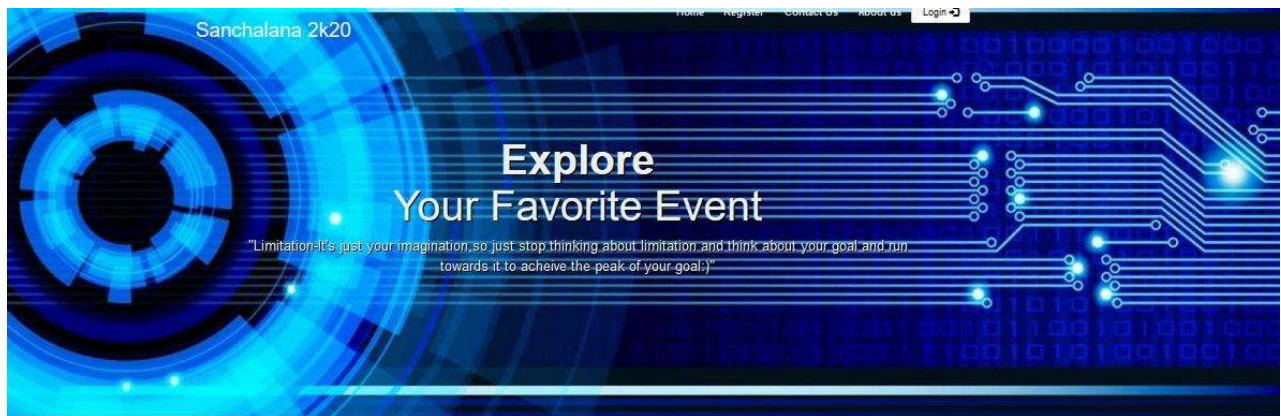 Home Register Contact Us About us Login
Sanchalana 2k20
Explore
Your Favorite Event
"Limitation-It's just your imagination,so just stop thinking about limitation and think about your goal and run
towards it to acheive the peak of your goal:)"